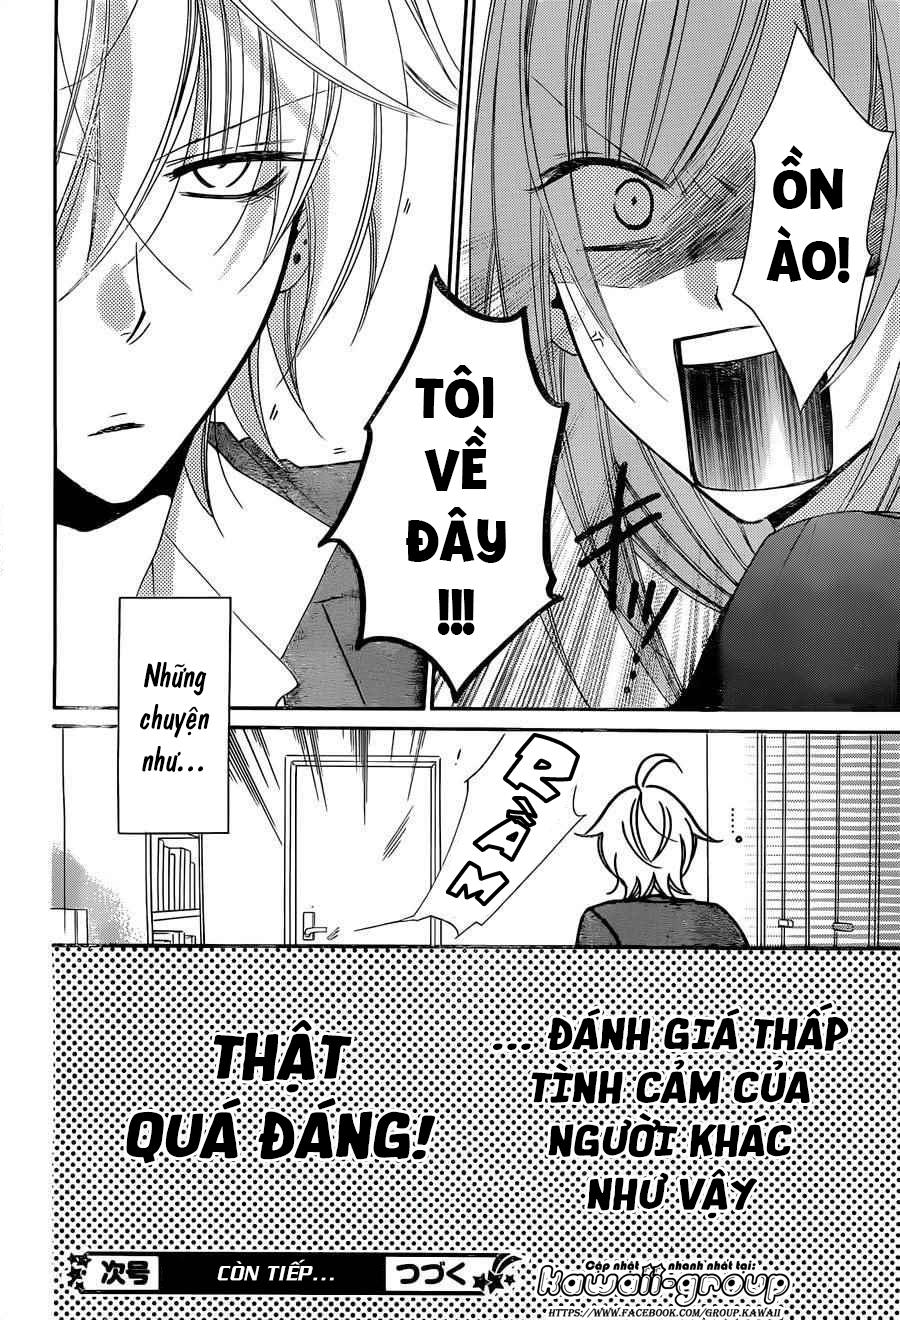 ỒN
ÀO!
TÔI
VỀ
ĐÂY
!!!
Những
chuyện
như...
RẦM
... ĐÁNH GIÁ THẤP
TÌNH CẢM CỦA
NGƯỜI KHÁC
NHƯ VẬY
THẬT
QUÁ ĐÁNG!
次号
CÒN TIẾP...
つづく
Cập nhật nhanh nhất tại:
kawaii-group
HTTPS://WWW.FACEBOOK.COM/GROUP.KAWAII